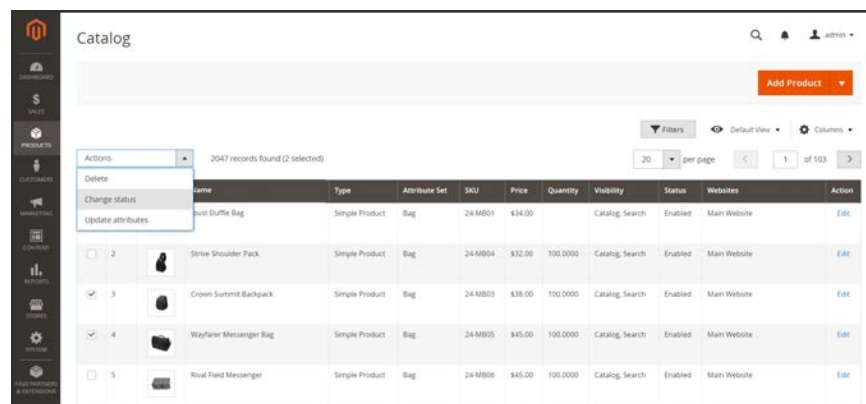 Catalog
admin
DASHBOARD
SALES
PRODUCTS
CUSTOMERS
MARKETING
CONTENT
REPORTS
STORES
SYSTEM
FIND PARTNERS
& EXTENSIONS
Add Product
Filters Default View Columns
Actions 2047 records found (2 selected) 20 per page 1 of 103
Delete
Change status
Update attributes
Name Type Attribute Set SKU Price Quantity Visibility Status Websites Action
Duffle Bag Simple Product Bag 24-MB01 $34.00 Catalog, Search Enabled Main Website Edit
2 Strive Shoulder Pack Simple Product Bag 24-MB04 $32.00 100.0000 Catalog, Search Enabled Main Website Edit
3 Crown Summit Backpack Simple Product Bag 24-MB03 $38.00 100.0000 Catalog, Search Enabled Main Website Edit
4 Wayfarer Messenger Bag Simple Product Bag 24-MB05 $45.00 100.0000 Catalog, Search Enabled Main Website Edit
5 Rival Field Messenger Simple Product Bag 24-MB06 $45.00 100.0000 Catalog, Search Enabled Main Website Edit